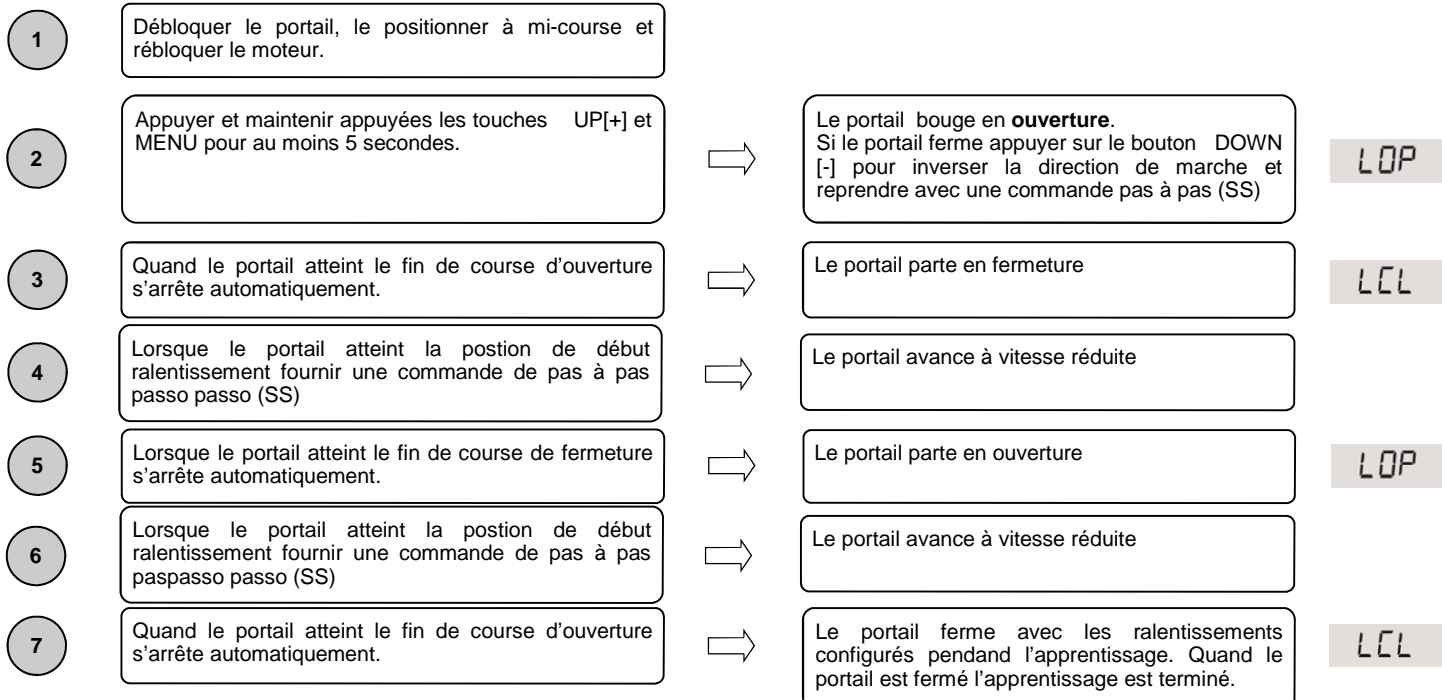 1
Débloquer le portail, le positionner à mi-course et
rébloquer le moteur.
2
Appuyer et maintenir appuyées les touches UP[+] et
MENU pour au moins 5 secondes.
Le portail bouge en ouverture.
Si le portail ferme appuyer sur le bouton DOWN
[-] pour inverser la direction de marche et
reprendre avec une commande pas à pas (SS)
LOP
3
Quand le portail atteint le fin de course d'ouverture
s'arrête automatiquement.
Le portail parte en fermeture
LCL
4
Lorsque le portail atteint la postion de début
ralentissement fournir une commande de pas à pas
passo passo (SS)
Le portail avance à vitesse réduite
5
Lorsque le portail atteint le fin de course de fermeture
s'arrête automatiquement.
Le portail parte en ouverture
LOP
6
Lorsque le portail atteint la postion de début
ralentissement fournir une commande de pas à pas
paspasso passo (SS)
Le portail avance à vitesse réduite
7
Quand le portail atteint le fin de course d'ouverture
s'arrête automatiquement.
Le portail ferme avec les ralentissements
configurés pendand l'apprentissage. Quand le
portail est fermé l'apprentissage est terminé.
LCL